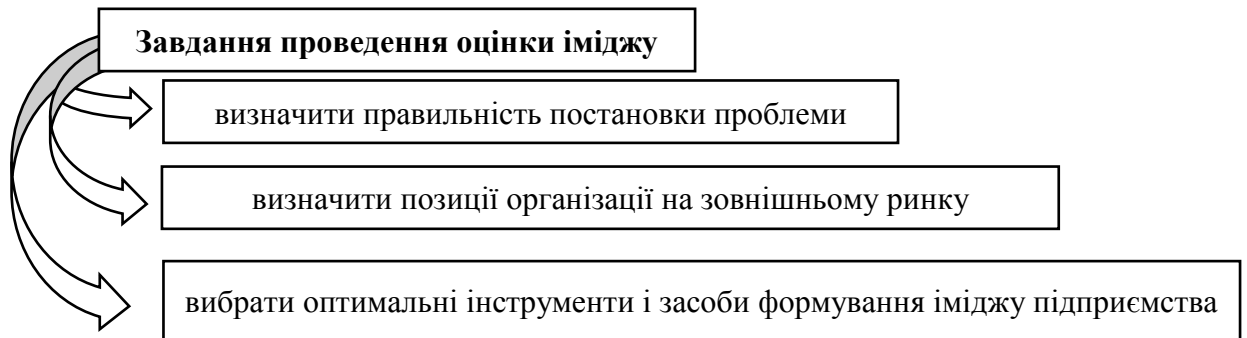 Завдання проведення оцінки іміджу
визначити правильність постановки проблеми
визначити позиції організації на зовнішньому ринку
вибрати оптимальні інструменти і засоби формування іміджу підприємства